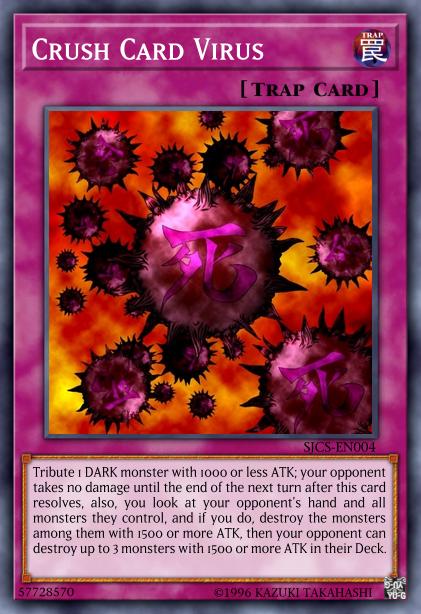 Crush Card Virus
TRAP
罠
[Trap Card]
死
死
SJCS-EN004
Tribute 1 DARK monster with 1000 or less ATK; your opponent
takes no damage until the end of the next turn after this card
resolves, also, you look at your opponent's hand and all
monsters they control, and if you do, destroy the monsters
among them with 1500 or more ATK, then your opponent can
destroy up to 3 monsters with 1500 or more ATK in their Deck.
57728570
©1996 KAZUKI TAKAHASHI